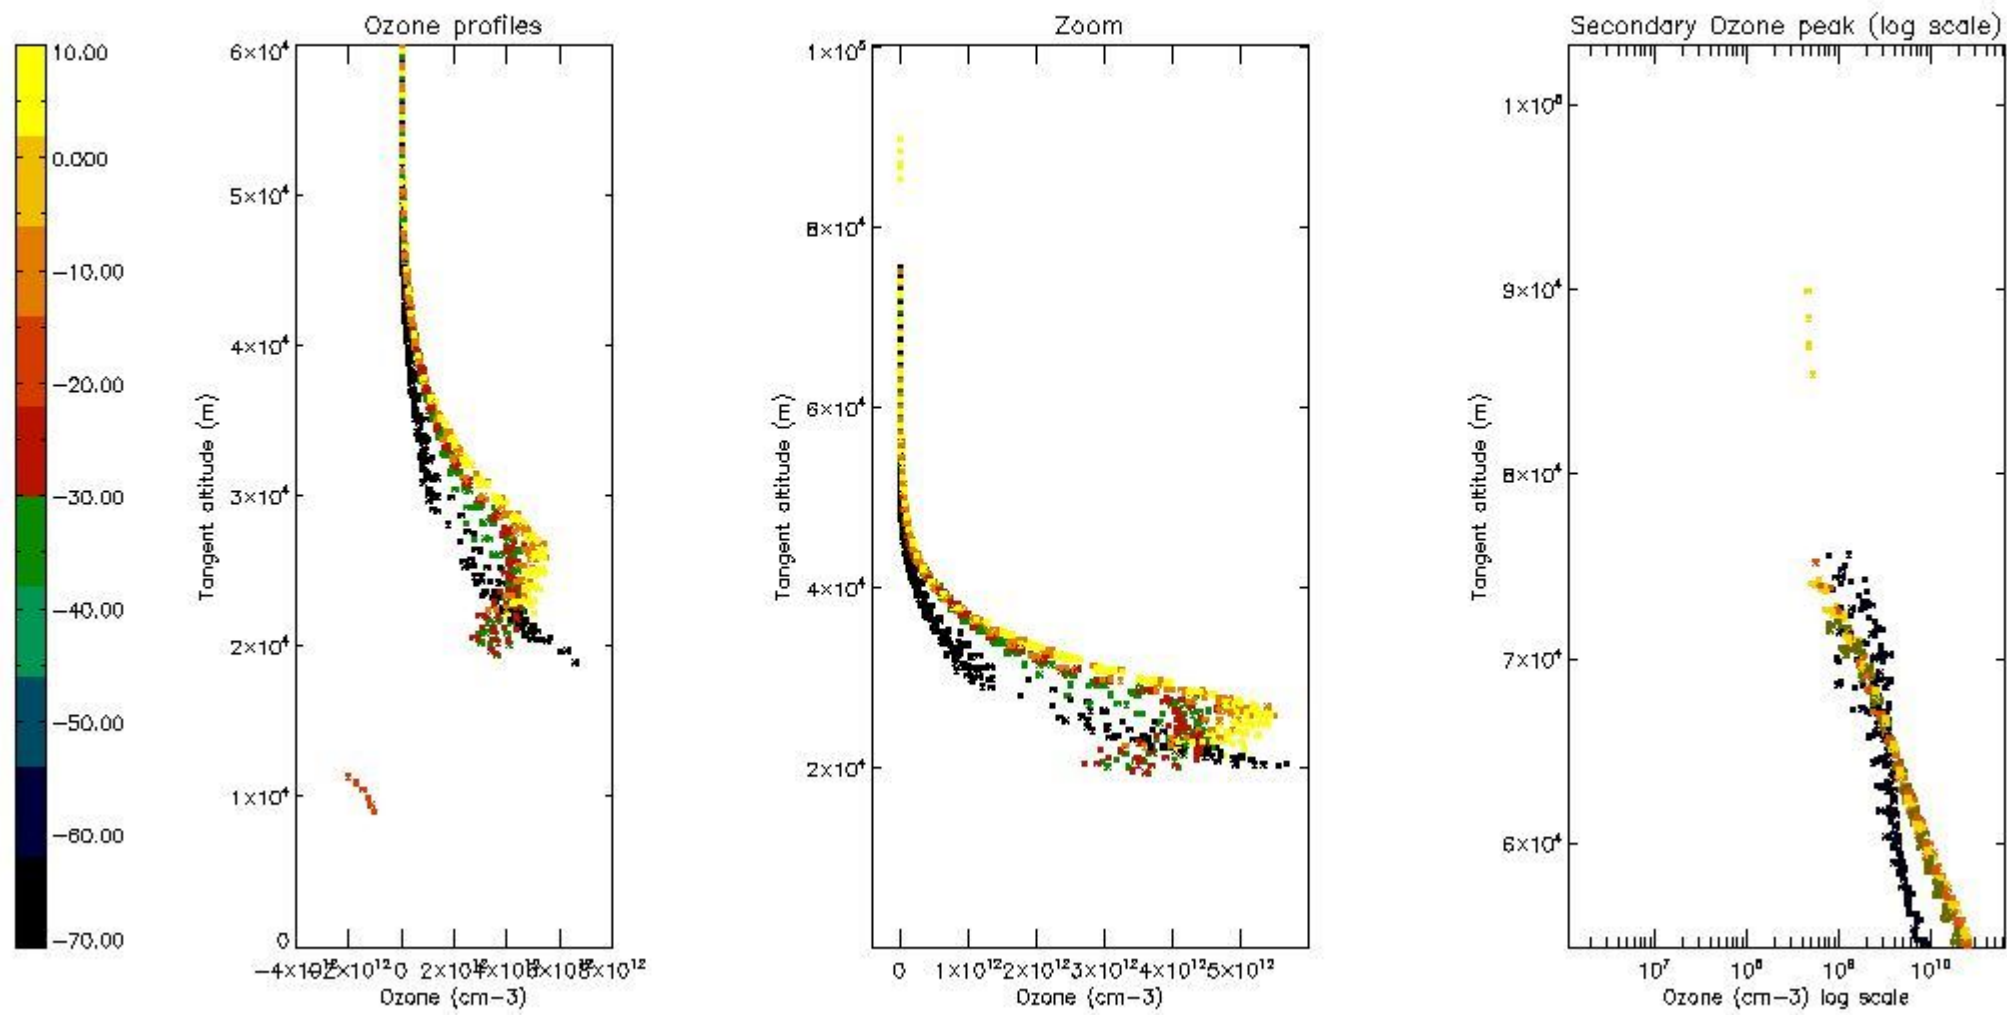 Ozone profiles
Zoom
Secondary Ozone peak (log scale)
10.00
0.000
−10.00
−20.00
−30.00
−40.00
−50.00
−60.00
−70.00
6×10⁴
5×10⁴
4×10⁴
3×10⁴
2×10⁴
1×10⁴
0
Tangent altitude (m)
0
Ozone (cm−3)
1×10⁵
8×10⁴
6×10⁴
4×10⁴
2×10⁴
Tangent altitude (m)
0 1×10¹² 2×10¹² 3×10¹² 4×10¹² 5×10¹²
Ozone (cm−3)
9×10⁴
8×10⁴
7×10⁴
6×10⁴
Tangent altitude (m)
10⁷ 10¹⁰
Ozone (cm−3) log scale